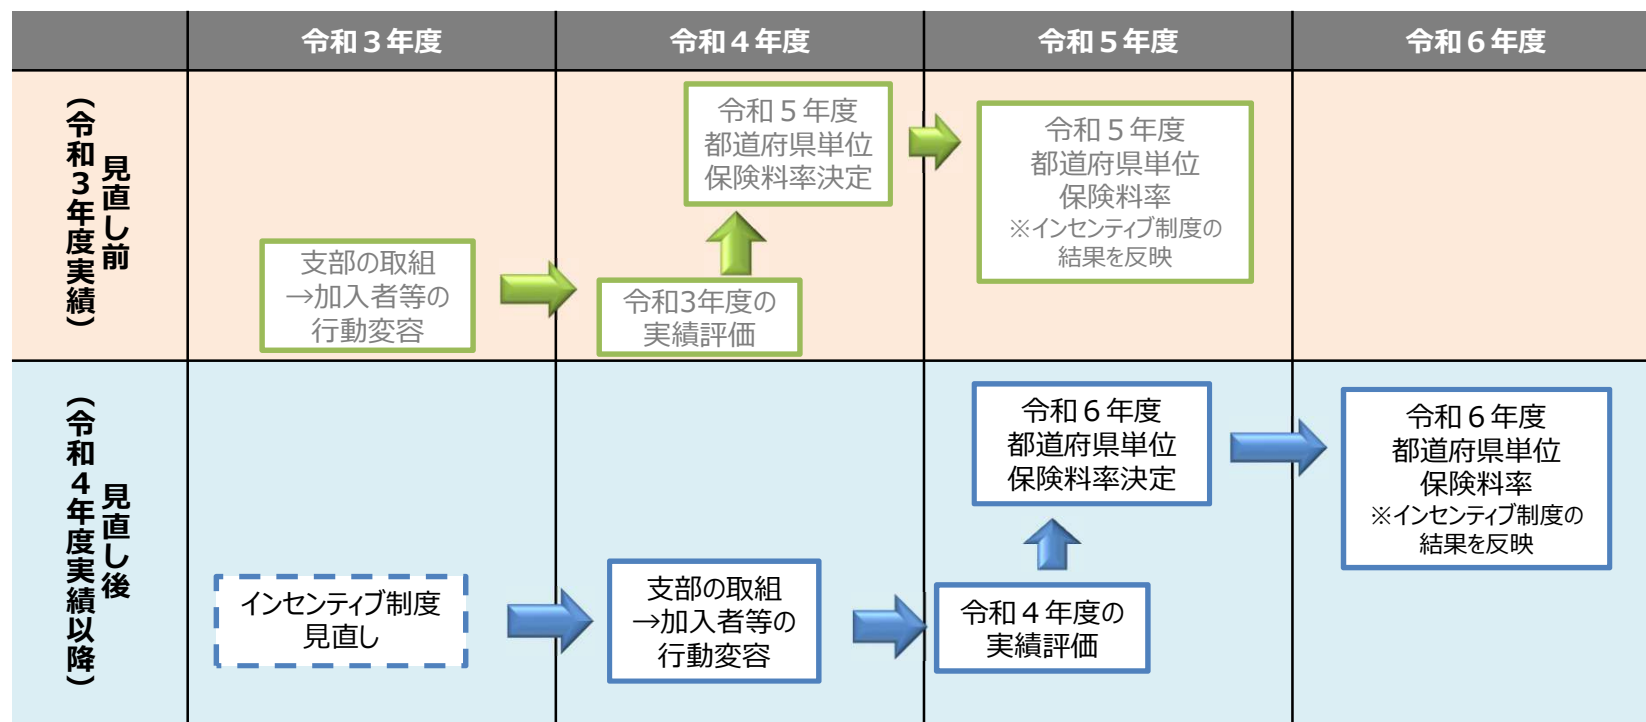 令和３年度
令和４年度
令和５年度
令和６年度
見直し前
（令和３年度実績）
支部の取組
→加入者等の
行動変容
令和3年度の
実績評価
令和５年度
都道府県単位
保険料率決定
令和５年度
都道府県単位
保険料率
※インセンティブ制度の
結果を反映
見直し後
（令和４年度実績以降）
インセンティブ制度
見直し
支部の取組
→加入者等の
行動変容
令和４年度の
実績評価
令和６年度
都道府県単位
保険料率決定
令和６年度
都道府県単位
保険料率
※インセンティブ制度の
結果を反映